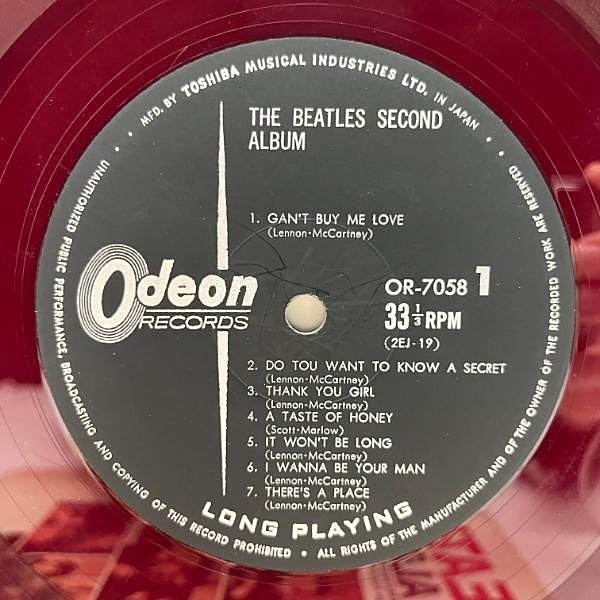 MFD. BY TOSHIBA MUSICAL INDUSTRIES LTD. IN JAPAN •
THE BEATLES SECOND
ALBUM
1. GAN'T BUY ME LOVE
(Lennon·McCartney)
Odeon
RECORDS
OR-7058 1
33 1/3 RPM
(2EJ-19)
2. DO TOU WANT TO KNOW A SECRET
(Lennon-McCartney)
3. THANK YOU GIRL
(Lennon-McCartney)
4. A TASTE OF HONEY
(Scott·Marlow)
5. IT WON'T BE LONG
(Lennon·McCartney)
6. I WANNA BE YOUR MAN
(Lennon·McCartney)
7. THERE'S A PLACE
(Lennon·McCartney)
LONG PLAYING
UNAUTHORIZED PUBLIC PERFORMANCE, BROADCASTING AND COPYING OF THIS RECORD PROHIBITED • ALL RIGHTS OF THE MANUFACTURER AND OF THE OWNER OF THE RECORDED WORK ARE RESERVED